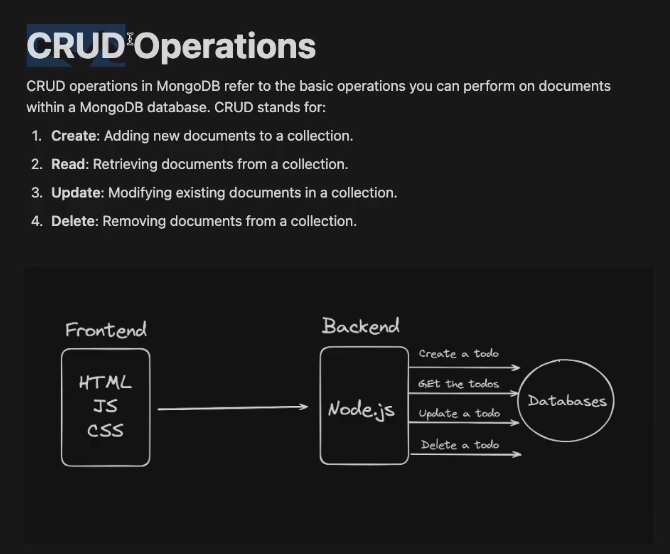 CRUD Operations
CRUD operations in MongoDB refer to the basic operations you can perform on documents
within a MongoDB database. CRUD stands for:
1. Create: Adding new documents to a collection.
2. Read: Retrieving documents from a collection.
3. Update: Modifying existing documents in a collection.
4. Delete: Removing documents from a collection.
Frontend
HTML
JS
CSS
Backend
Node.js
Create a todo
GEt the todos
Update a todo
Delete a todo
Databases